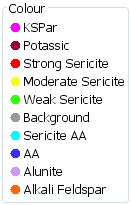 Colour
KSPar
Potassic
Strong Sericite
Moderate Sericite
Weak Sericite
Background
Sericite AA
AA
Alunite
Alkali Feldspar